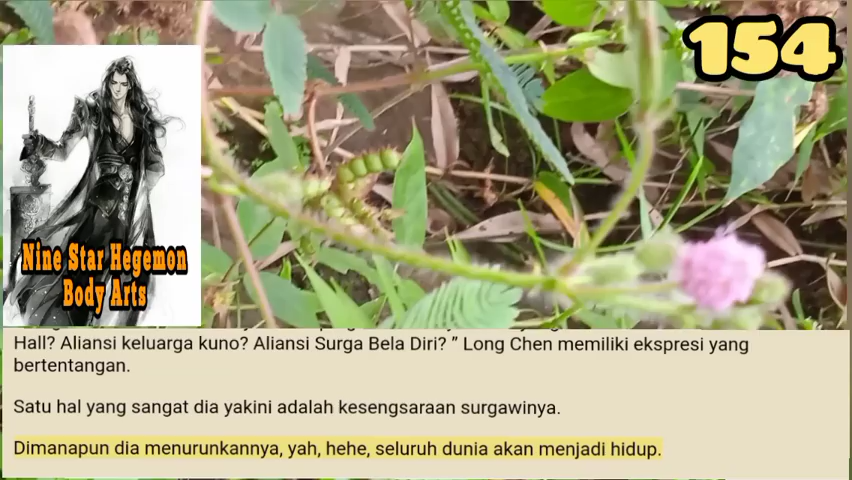 154
Nine Star Hegemon
Body Arts
Hall? Aliansi keluarga kuno? Aliansi Surga Bela Diri? ” Long Chen memiliki ekspresi yang
bertentangan.
Satu hal yang sangat dia yakini adalah kesengsaraan surgawinya.
Dimanapun dia menurunkannya, yah, hehe, seluruh dunia akan menjadi hidup.